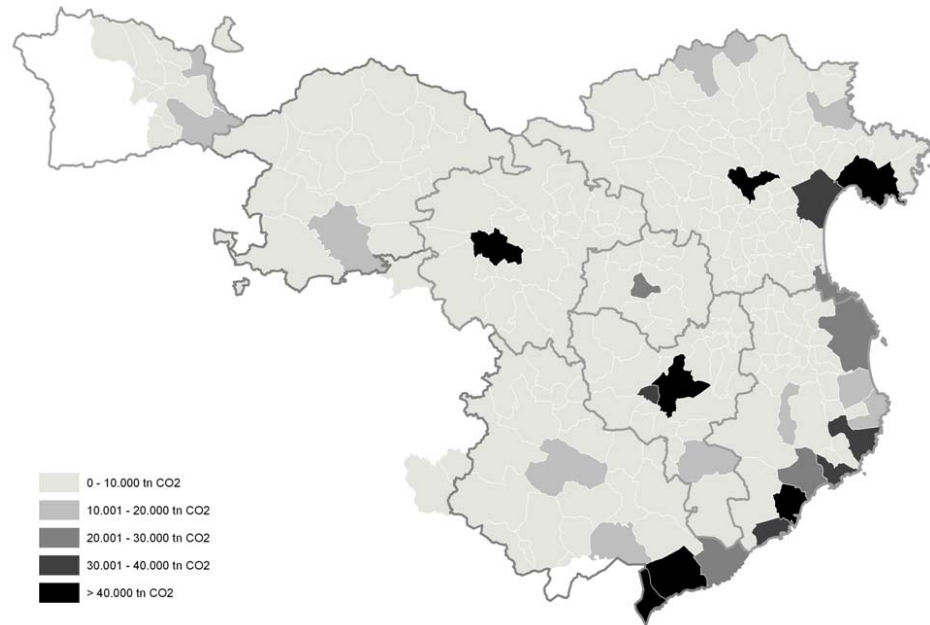 0 - 10.000 tn CO2
10.001 - 20.000 tn CO2
20.001 - 30.000 tn CO2
30.001 - 40.000 tn CO2
> 40.000 tn CO2